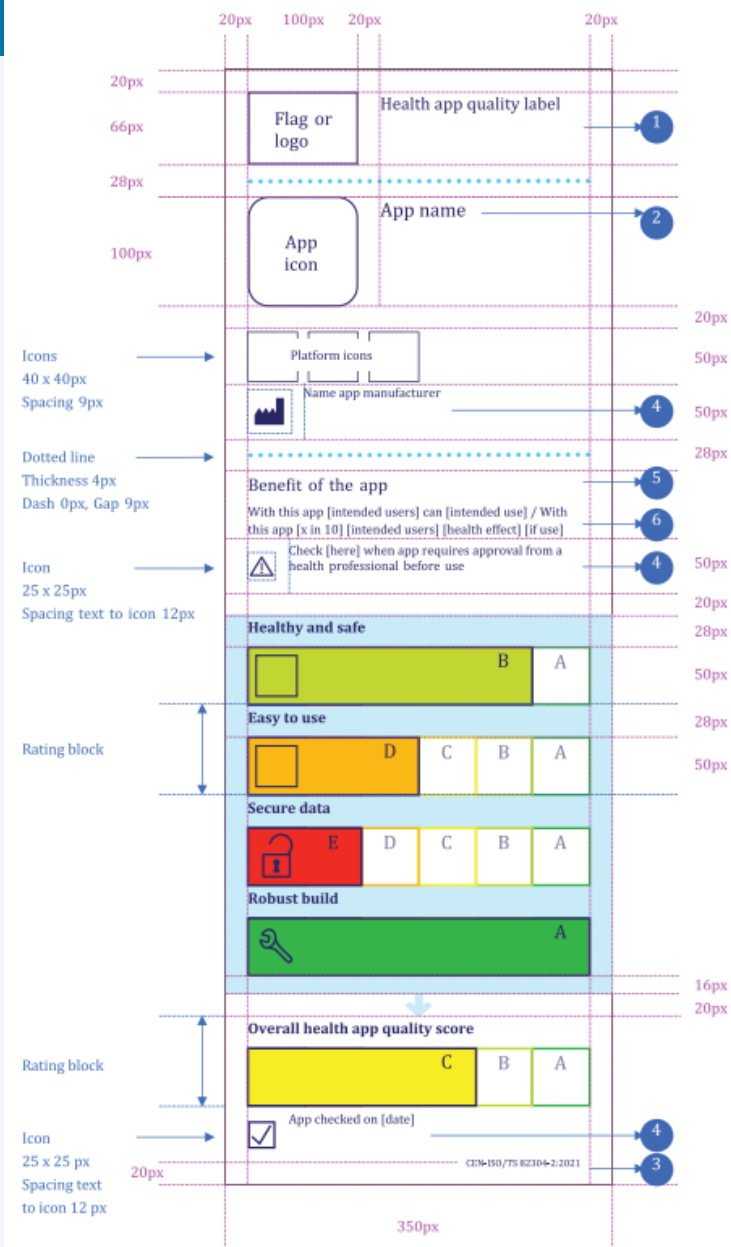 20px 100px 20px 20px
20px
Health app quality label
1
Flag or
logo
66px
28px
App name
2
App
icon
100px
20px
Icons
40 x 40px
Spacing 9px
Platform icons
50px
Name app manufacturer
4
50px
28px
Dotted line
Thickness 4px
Dash 0px, Gap 9px
Benefit of the app
5
With this app [intended users] can [intended use] / With
this app [x in 10] [intended users] [health effect] [if use]
6
Icon
25 x 25px
Spacing text to icon 12px
Check [here] when app requires approval from a
health professional before use
4
50px
20px
Healthy and safe
28px
B A
50px
Easy to use
28px
Rating block
D C B A
50px
Secure data
E D C B A
Robust build
A
16px
20px
Overall health app quality score
Rating block
C B A
App checked on [date]
4
Icon
25 x 25 px
Spacing text
to icon 12 px
20px
CEN-ISO/TS 82304-2:2021
3
350px